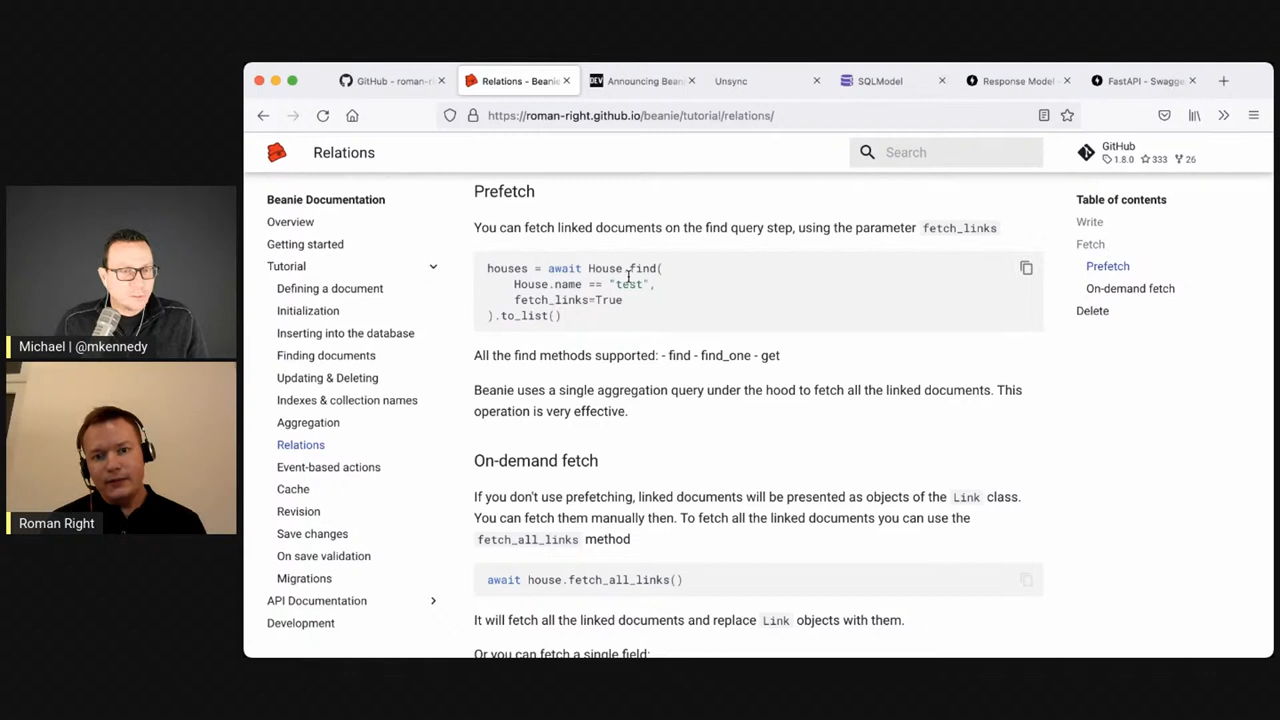 GitHub - roman-ri
Relations - Beanie
DEV
Announcing Bean
Unsync
SQLModel
Response Model -
FastAPI - Swagge
https://roman-right.github.io/beanie/tutorial/relations/
Relations
Search
GitHub
1.8.0 333 26
Beanie Documentation
Overview
Getting started
Tutorial
Defining a document
Initialization
Inserting into the database
Finding documents
Updating & Deleting
Indexes & collection names
Aggregation
Relations
Event-based actions
Cache
Revision
Save changes
On save validation
Migrations
API Documentation
Development
Prefetch
You can fetch linked documents on the find query step, using the parameter fetch_links
houses = await House.find(
House.name == "test",
fetch_links=True
).to_list()
All the find methods supported: - find - find_one - get
Beanie uses a single aggregation query under the hood to fetch all the linked documents. This
operation is very effective.
On-demand fetch
If you don't use prefetching, linked documents will be presented as objects of the Link class.
You can fetch them manually then. To fetch all the linked documents you can use the
fetch_all_links method
await house.fetch_all_links()
It will fetch all the linked documents and replace Link objects with them.
Or you can fetch a single field:
Table of contents
Write
Fetch
Prefetch
On-demand fetch
Delete
Michael | @mkennedy
Roman Right